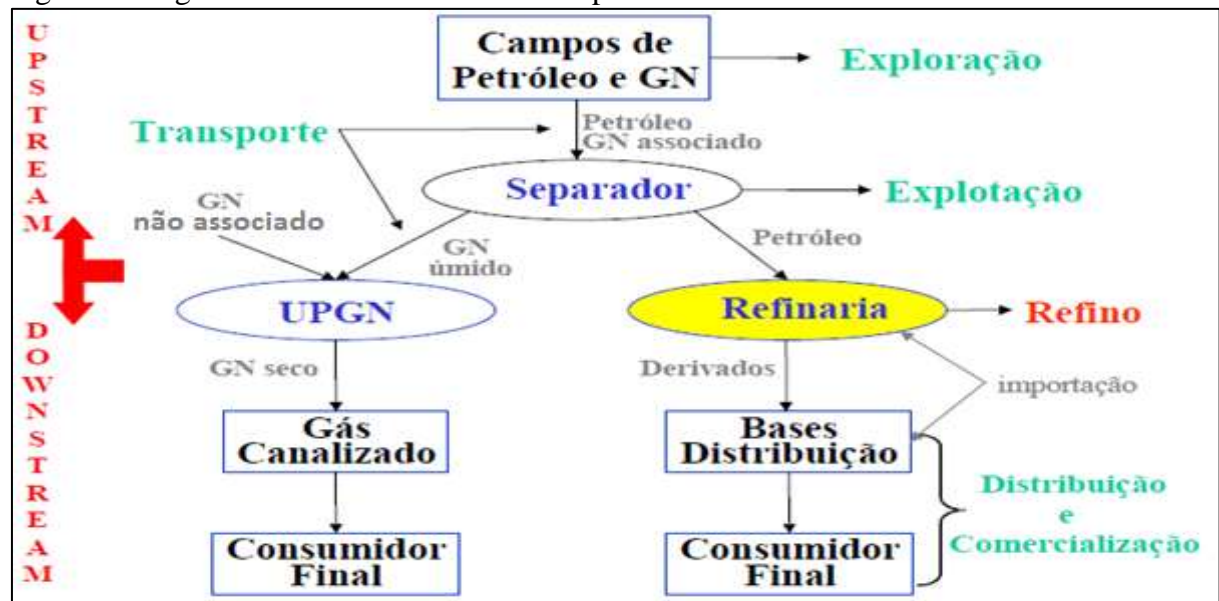 UPSTREAM
Campos de
Petróleo e GN
Exploração
Transporte
Petróleo
GN associado
Separador
Explotação
GN
não associado
GN
úmido
Petróleo
UPGN
Refinaria
Refino
DOWNSTREAM
GN seco
Derivados
importação
Gás
Canalizado
Bases
Distribuição
Distribuição
e
Comercialização
Consumidor
Final
Consumidor
Final